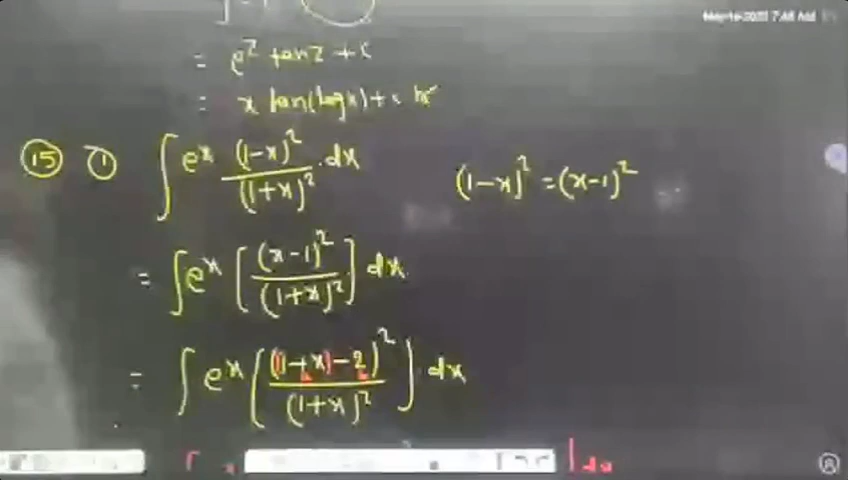 = e^z tan z + c
= x tan(log x) + c
15 1 ∫ e^x (1-x)^2/(1+x)^2 . dx
(1-x)^2 = (x-1)^2
= ∫ e^x [(x-1)^2/(1+x)^2] dx
= ∫ e^x (((1+x)-2)^2/(1+x)^2) . dx